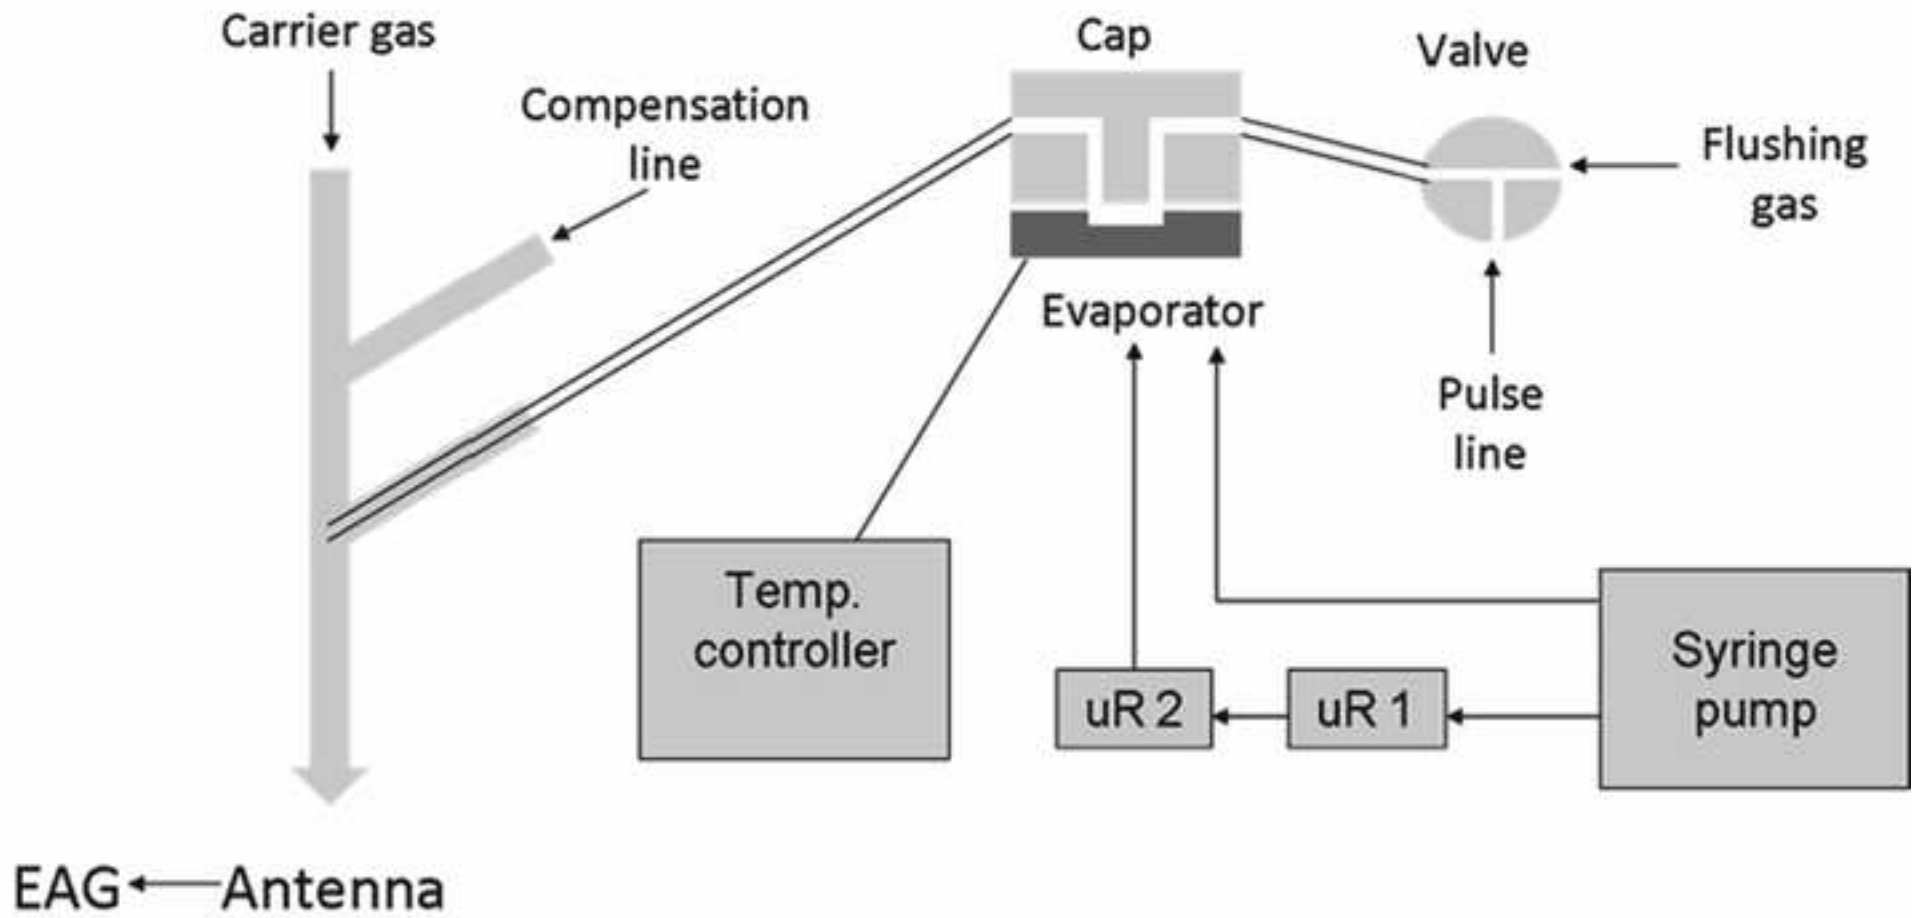 Carrier gas
Compensation
line
Cap
Valve
Flushing
gas
Evaporator
Pulse
line
Temp.
controller
uR 2
uR 1
Syringe
pump
EAG
Antenna